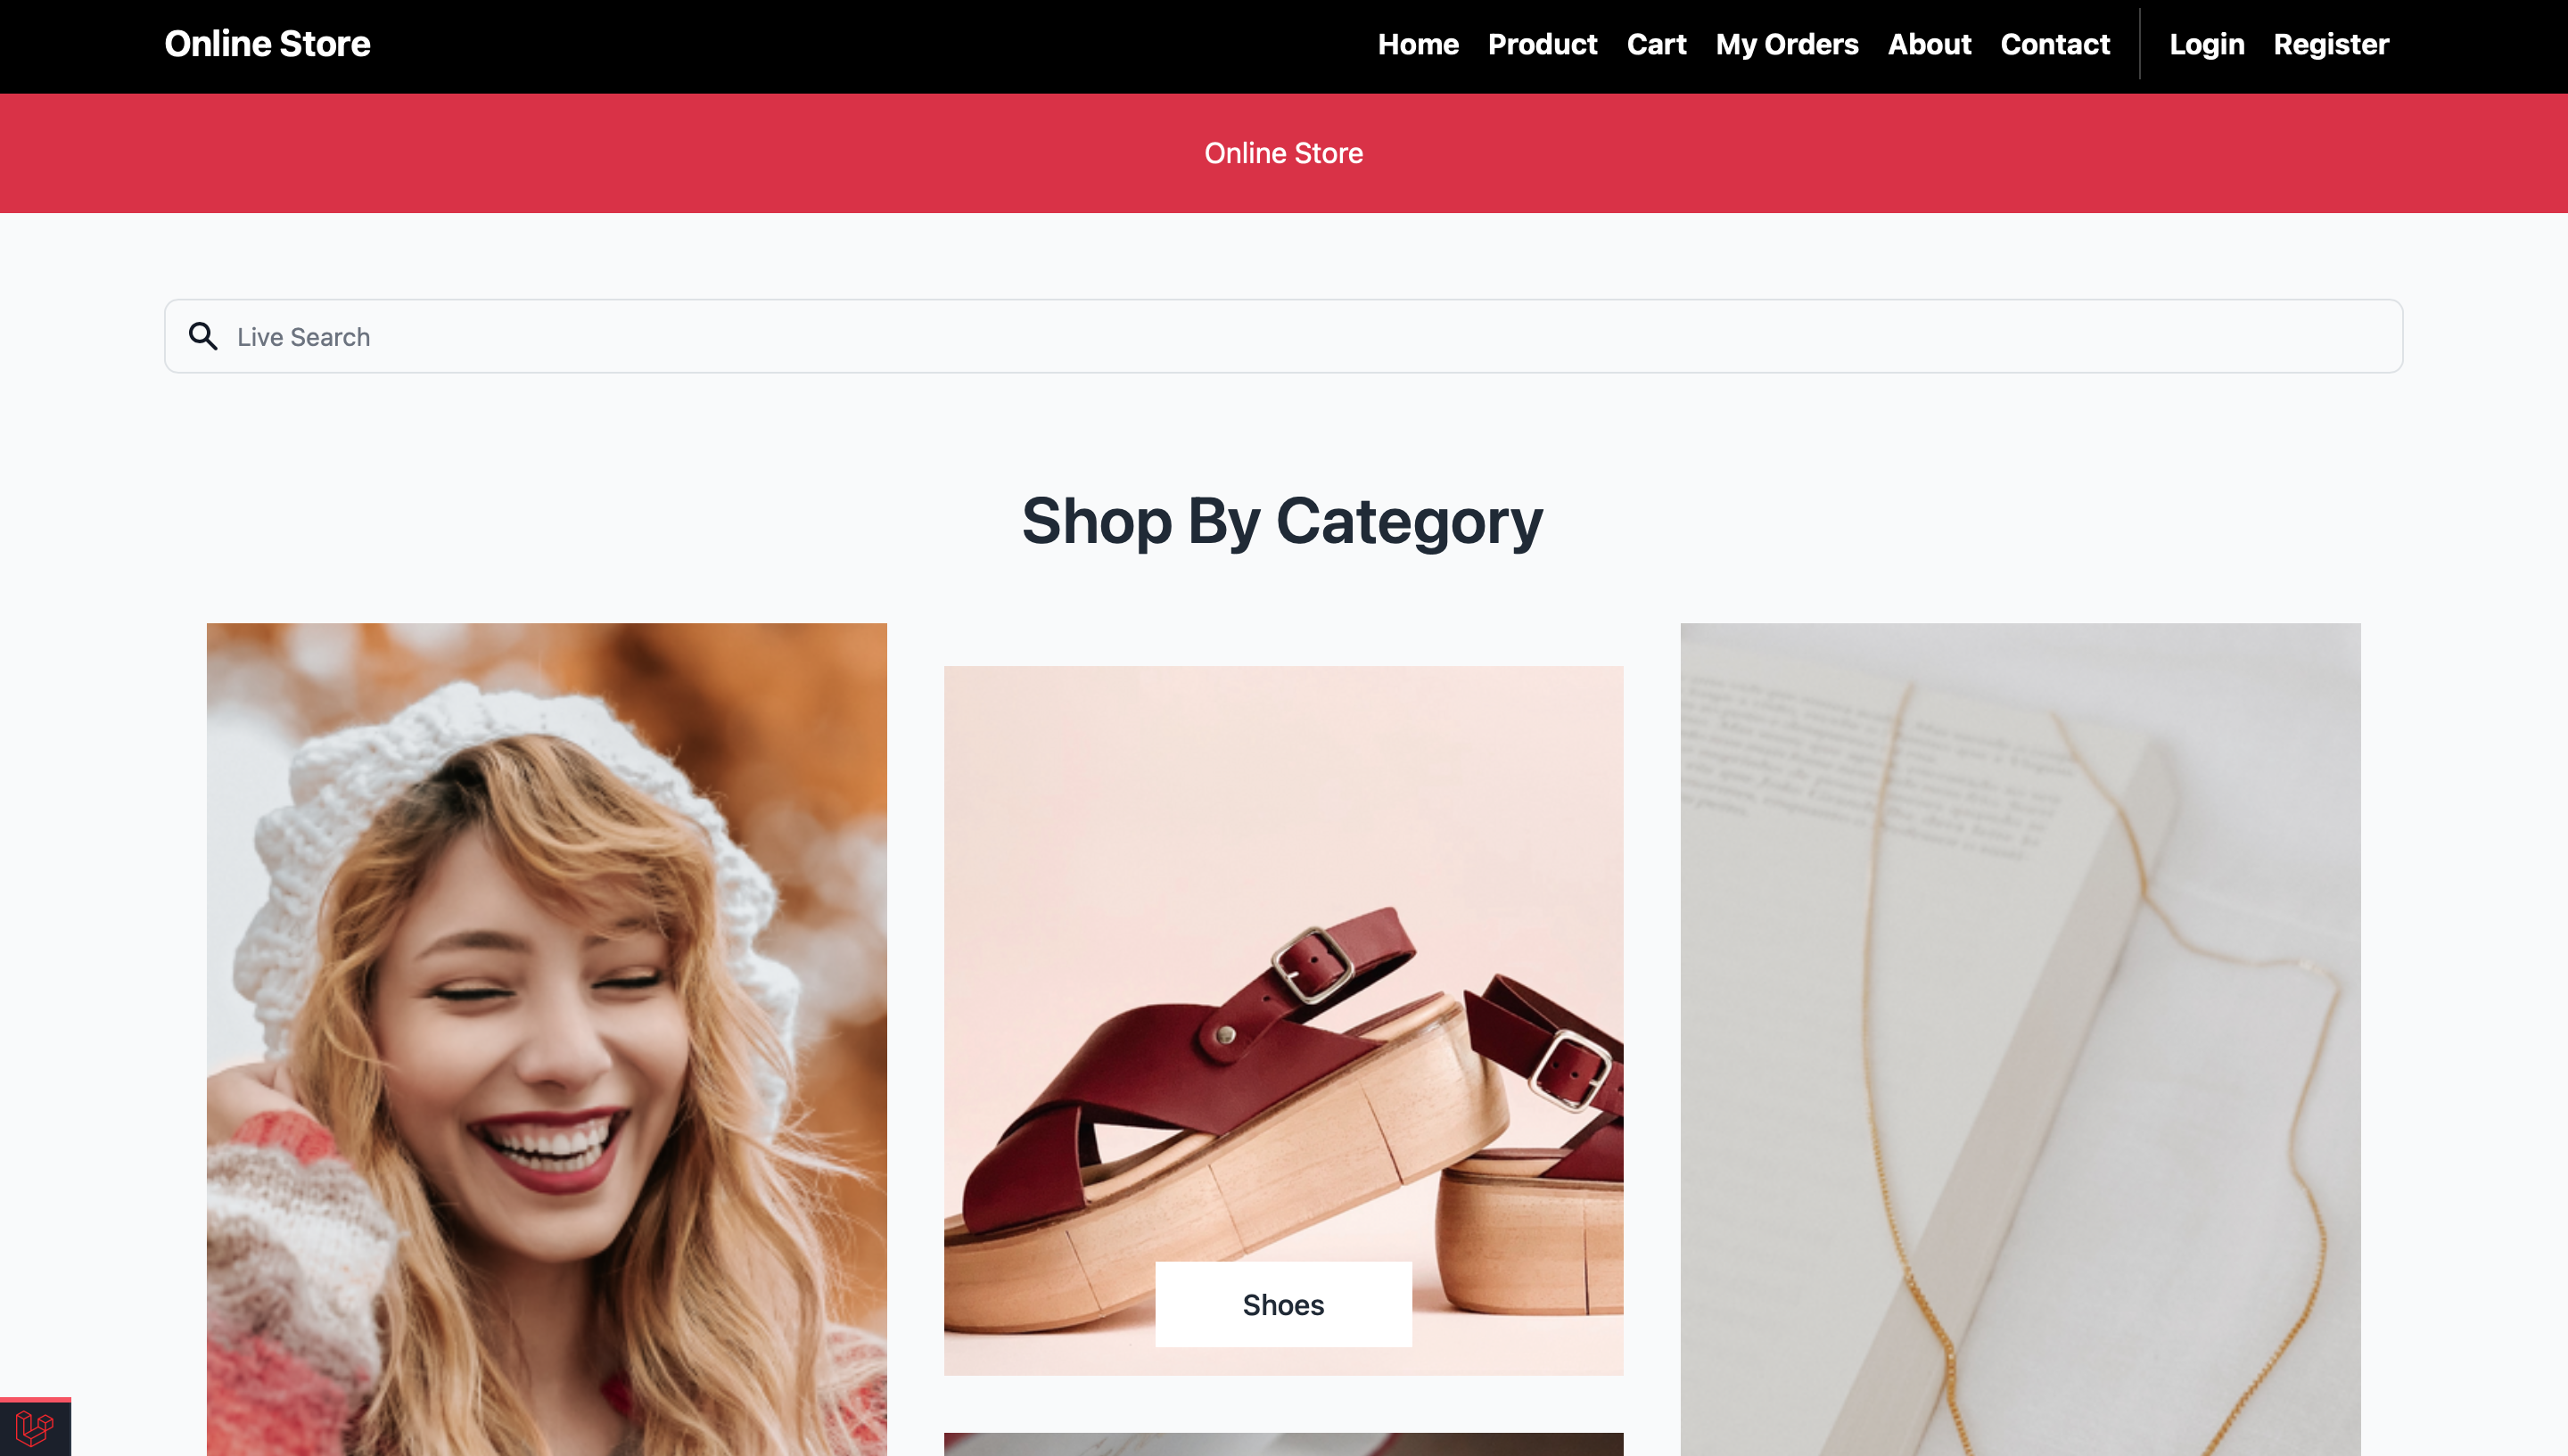 Online Store
Home Product Cart My Orders About Contact Login Register
Online Store
Live Search
Shop By Category
Shoes